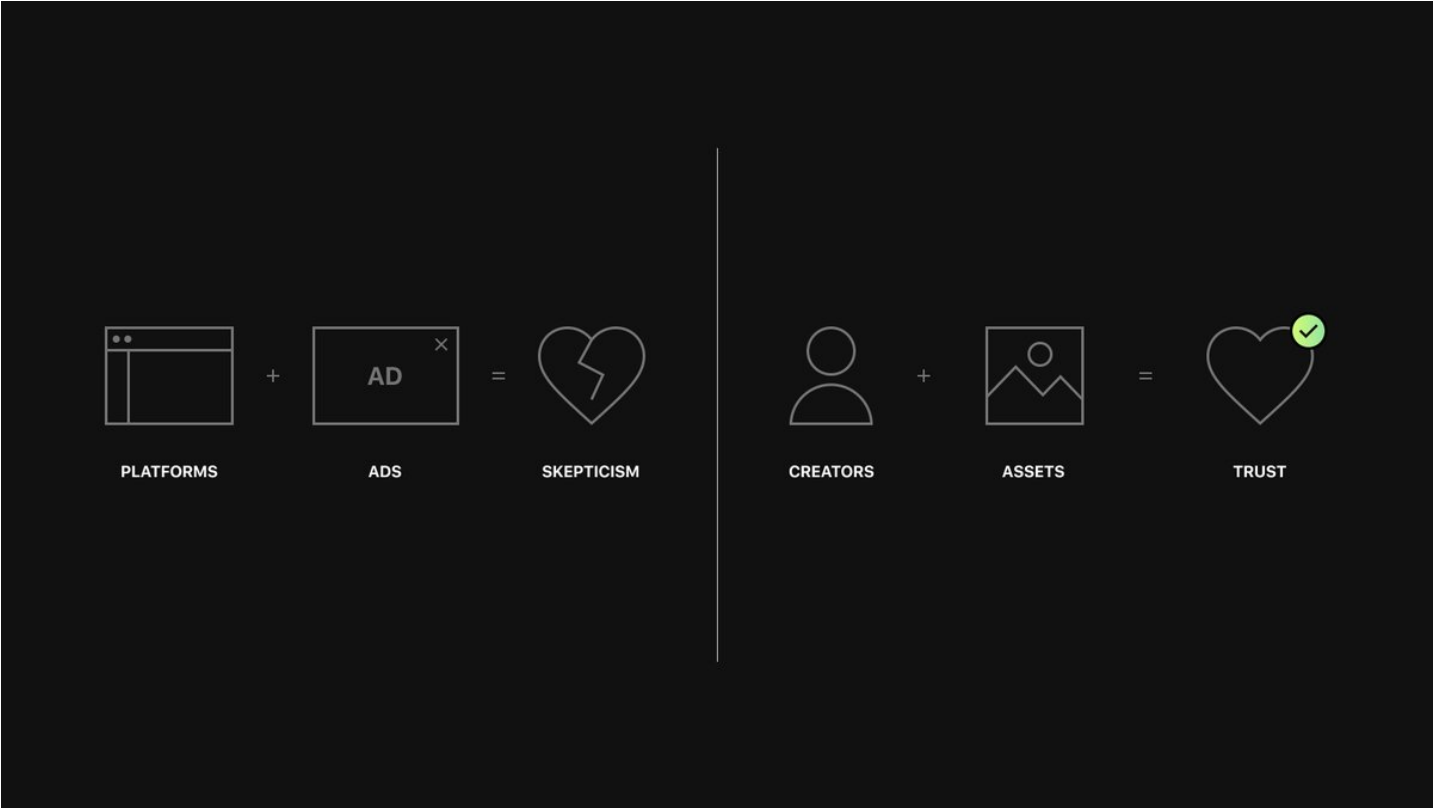 AD
+
=
+
=
PLATFORMS
ADS
SKEPTICISM
CREATORS
ASSETS
TRUST